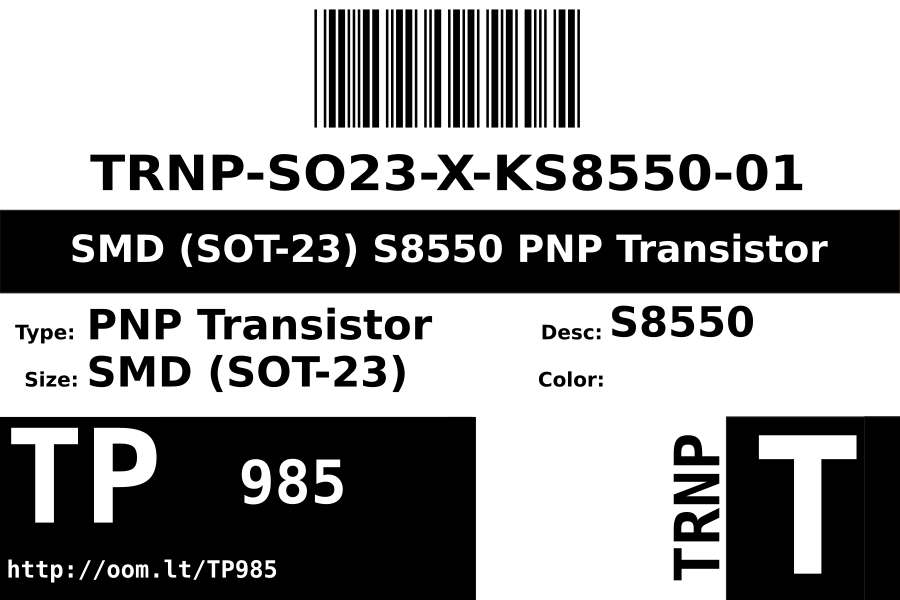 TRNP-SO23-X-KS8550-01
SMD (SOT-23) S8550 PNP Transistor
Type: PNP Transistor
Desc: S8550
Size: SMD (SOT-23)
Color:
TP 985
http://oom.lt/TP985
TRNP
T